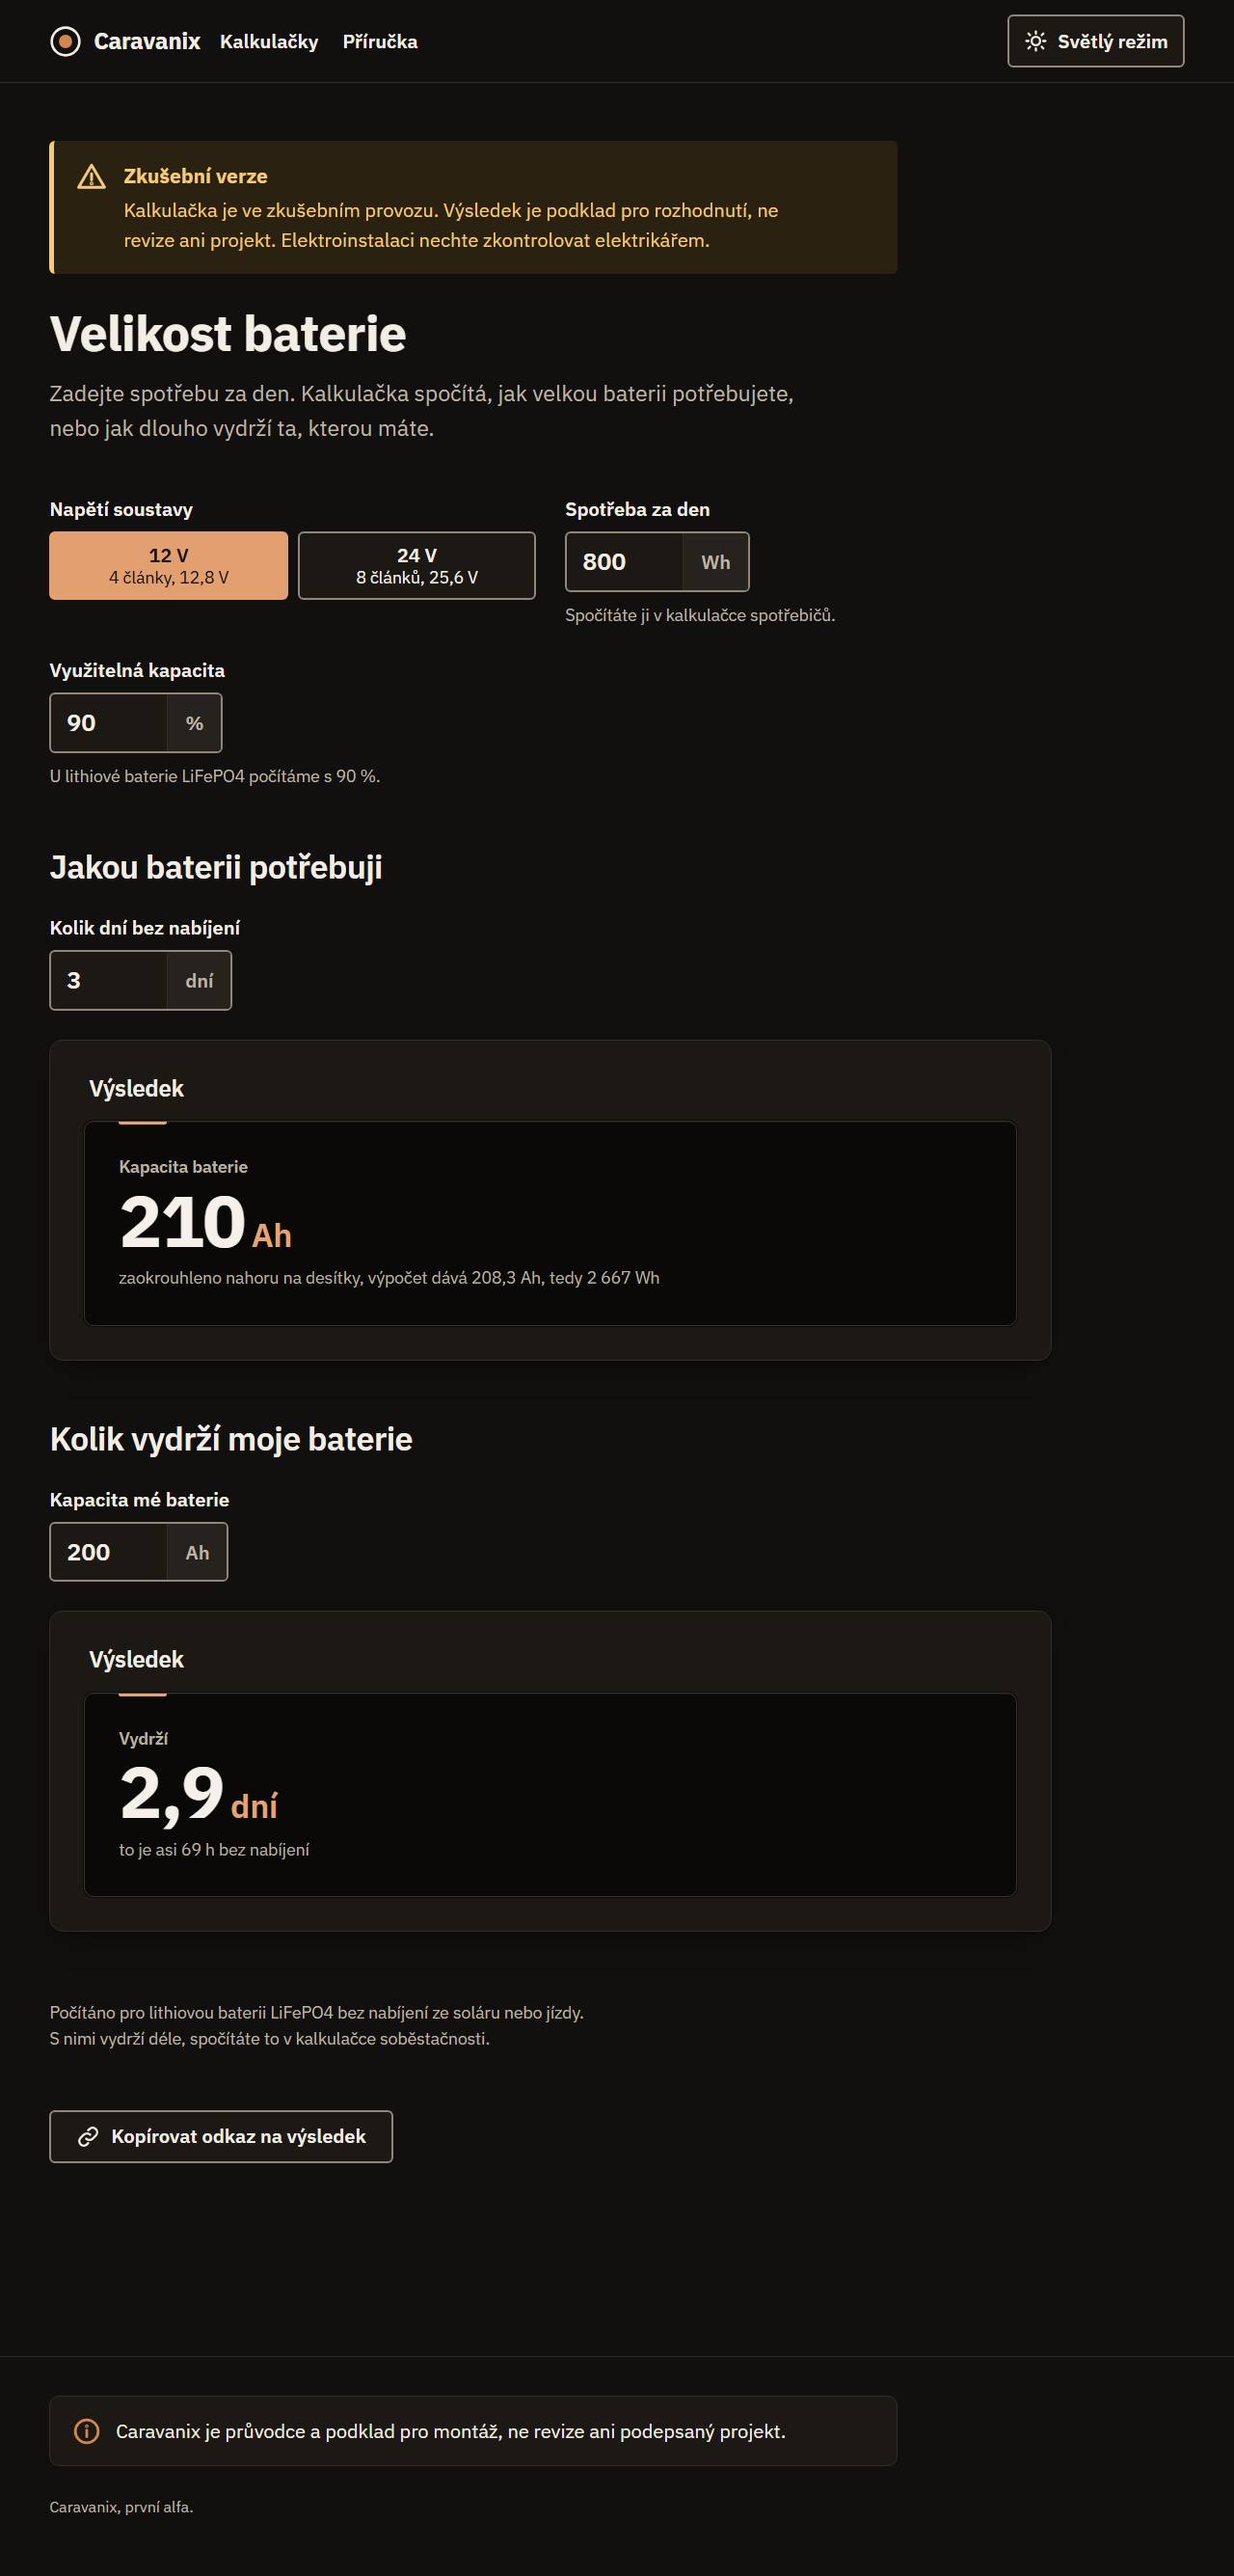 Caravanix Kalkulačky Příručka Světlý režim
Zkušební verze
Kalkulačka je ve zkušebním provozu. Výsledek je podklad pro rozhodnutí, ne
revize ani projekt. Elektroinstalaci nechte zkontrolovat elektrikářem.
Velikost baterie
Zadejte spotřebu za den. Kalkulačka spočítá, jak velkou baterii potřebujete,
nebo jak dlouho vydrží ta, kterou máte.
Napětí soustavy
12 V
4 články, 12,8 V
24 V
8 článků, 25,6 V
Spotřeba za den
800 Wh
Spočítáte ji v kalkulačce spotřebičů.
Využitelná kapacita
90 %
U lithiové baterie LiFePO4 počítáme s 90 %.
Jakou baterii potřebuji
Kolik dní bez nabíjení
3 dní
Výsledek
Kapacita baterie
210 Ah
zaokrouhleno nahoru na desítky, výpočet dává 208,3 Ah, tedy 2 667 Wh
Kolik vydrží moje baterie
Kapacita mé baterie
200 Ah
Výsledek
Vydrží
2,9 dní
to je asi 69 h bez nabíjení
Počítáno pro lithiovou baterii LiFePO4 bez nabíjení ze soláru nebo jízdy.
S nimi vydrží déle, spočítáte to v kalkulačce soběstačnosti.
Kopírovat odkaz na výsledek
Caravanix je průvodce a podklad pro montáž, ne revize ani podepsaný projekt.
Caravanix, první alfa.